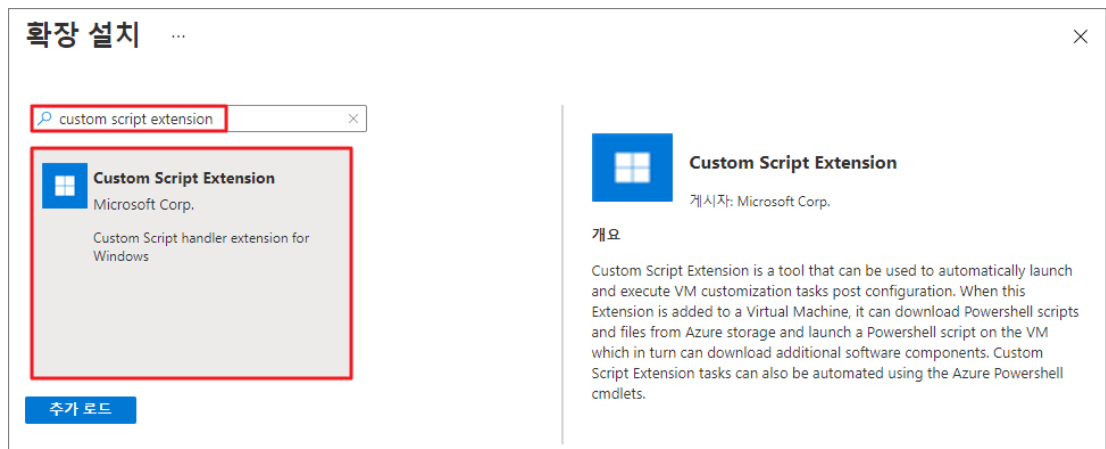 확장 설치 ...
custom script extension
Custom Script Extension
Microsoft Corp.
Custom Script handler extension for
Windows
추가 로드
Custom Script Extension
게시자: Microsoft Corp.
개요
Custom Script Extension is a tool that can be used to automatically launch
and execute VM customization tasks post configuration. When this
Extension is added to a Virtual Machine, it can download Powershell scripts
and files from Azure storage and launch a Powershell script on the VM
which in turn can download additional software components. Custom
Script Extension tasks can also be automated using the Azure Powershell
cmdlets.